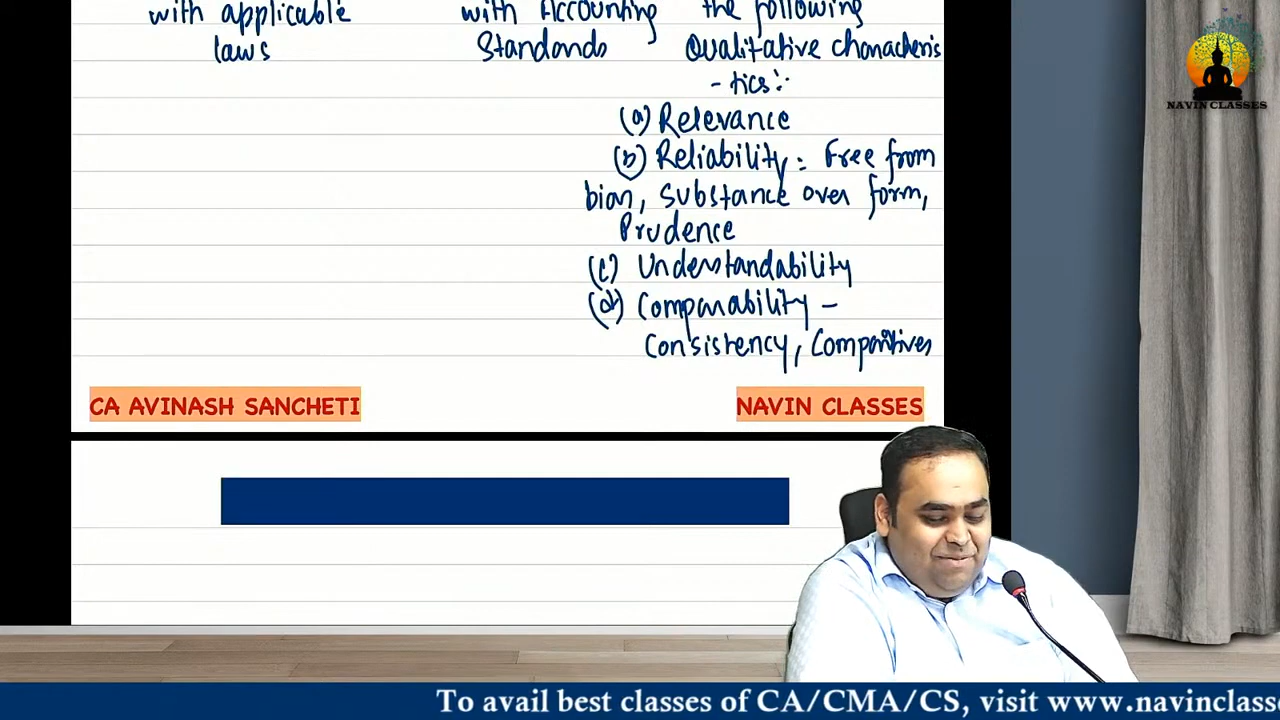 with applicable
laws
with Accounting
Standards
the following
Qualitative characteris
-tics:-
(a) Relevance
(b) Reliability = Free from
bias, Substance over form,
Prudence
(c) Understandability
(d) Comparability -
Consistency, Comparitives
CA AVINASH SANCHETI
NAVIN CLASSES
NAVIN CLASSES
To avail best classes of CA/CMA/CS, visit www.navinclasse